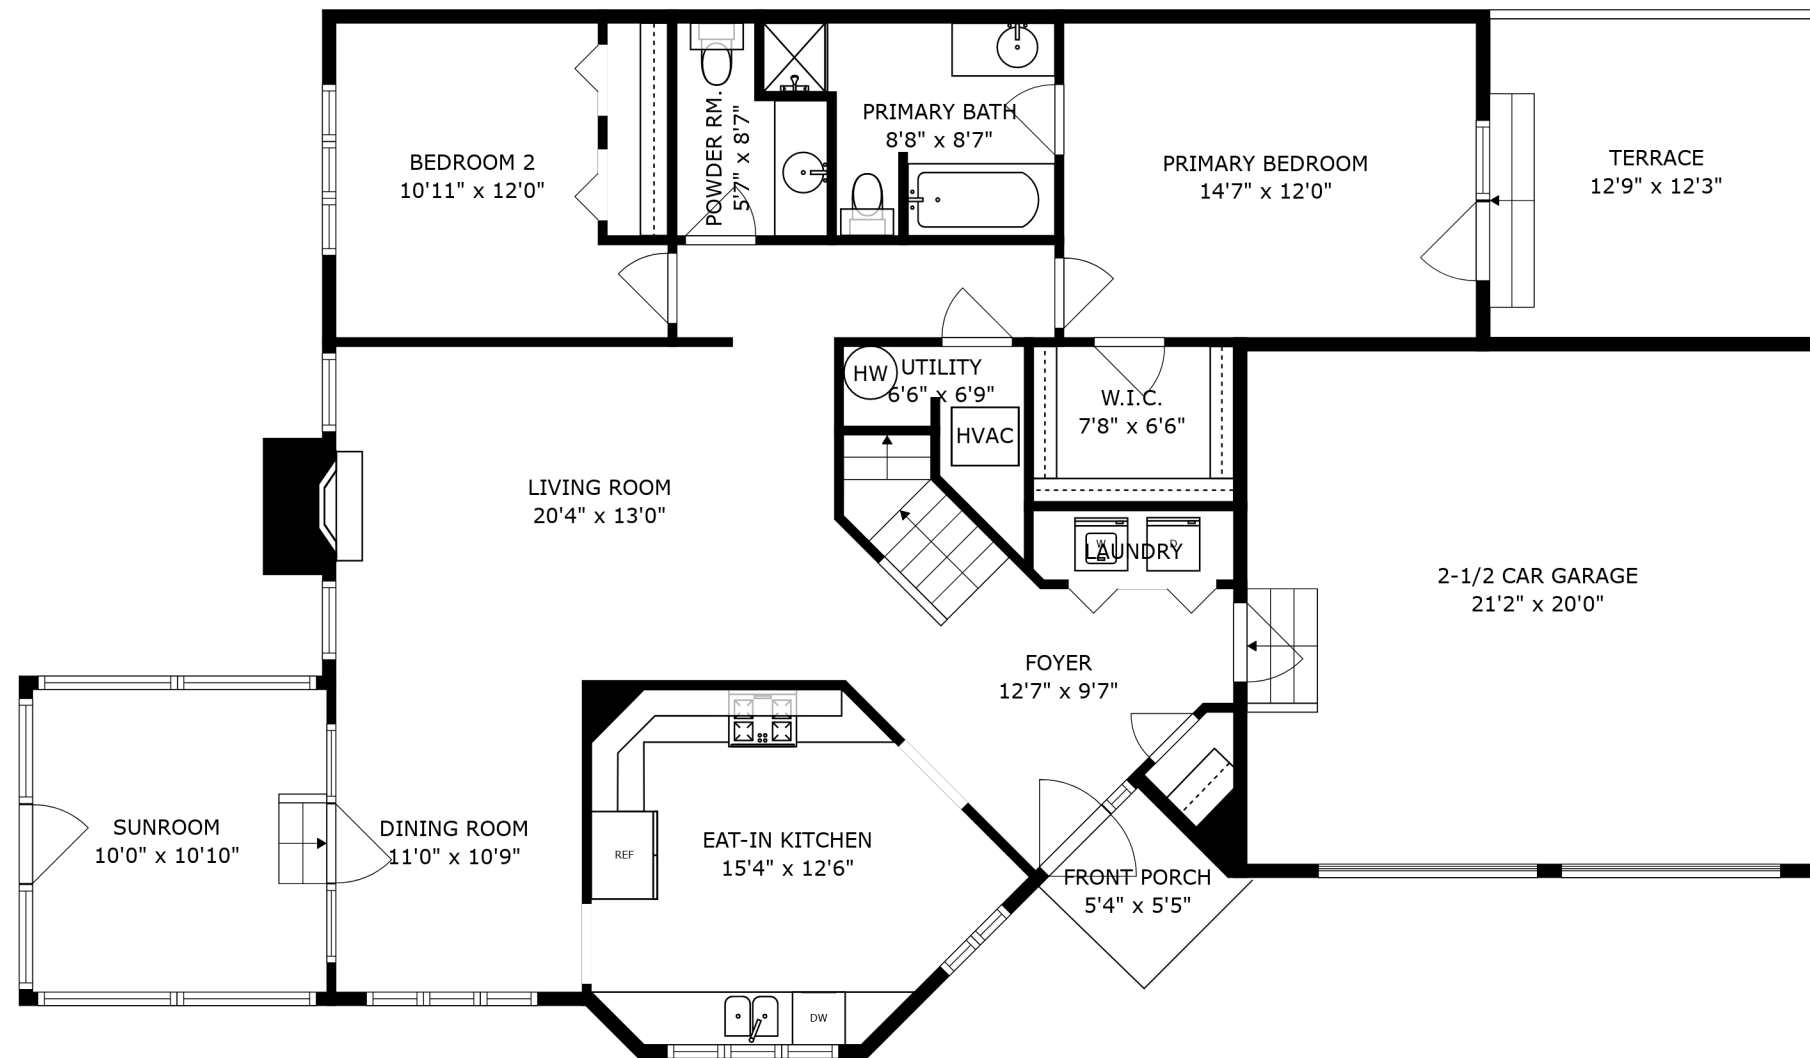 BEDROOM 2
10'11" x 12'0"
POWDER RM.
5'7" x 8'7"
PRIMARY BATH
8'8" x 8'7"
PRIMARY BEDROOM
14'7" x 12'0"
TERRACE
12'9" x 12'3"
HW
UTILITY
6'6" x 6'9"
HVAC
W.I.C.
7'8" x 6'6"
LIVING ROOM
20'4" x 13'0"
W
D
LAUNDRY
2-1/2 CAR GARAGE
21'2" x 20'0"
FOYER
12'7" x 9'7"
SUNROOM
10'0" x 10'10"
DINING ROOM
11'0" x 10'9"
REF
EAT-IN KITCHEN
15'4" x 12'6"
FRONT PORCH
5'4" x 5'5"
DW